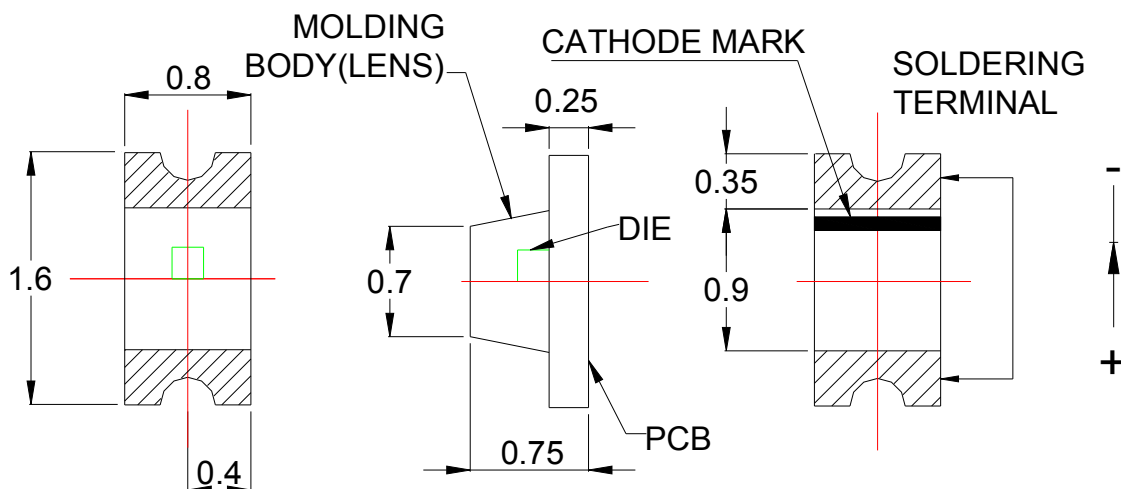 MOLDING
BODY(LENS)
CATHODE MARK
SOLDERING
TERMINAL
0.8
0.25
0.35
-
DIE
1.6
0.7
0.9
+
PCB
0.75
0.4